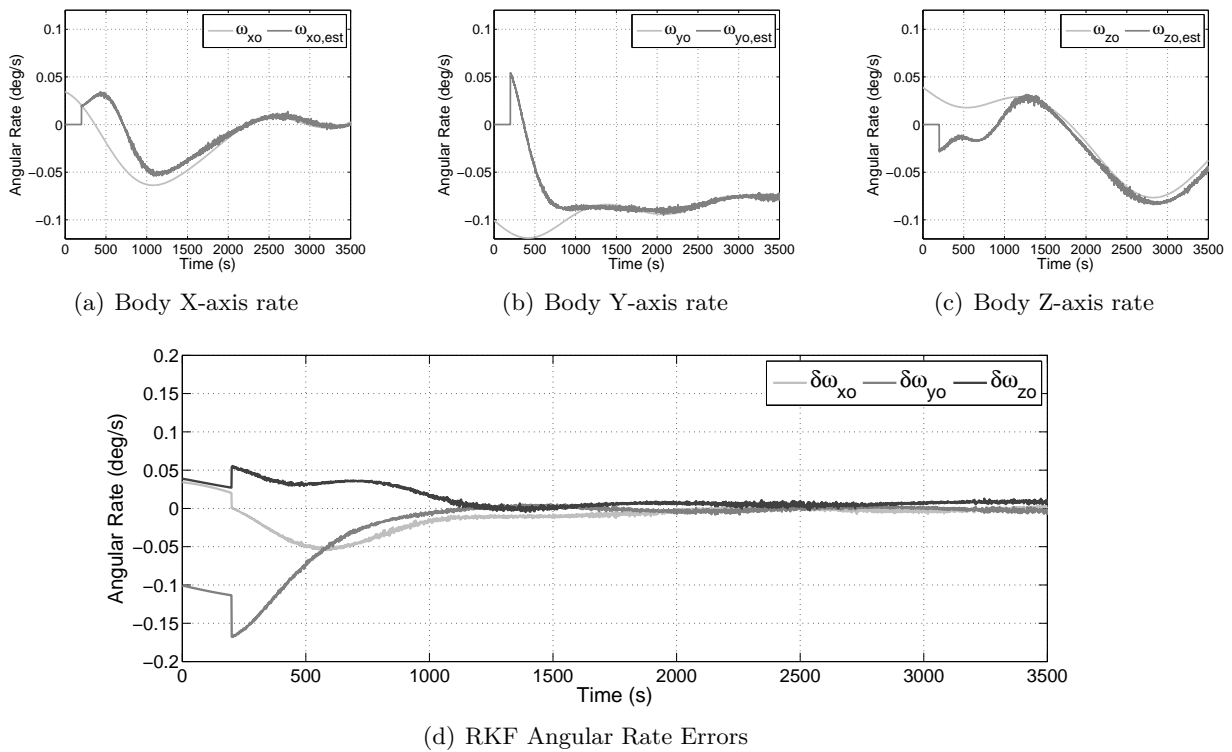 ω_xo ω_xo,est
Angular Rate (deg/s)
0.1
0.05
0
−0.05
−0.1
0 500 1000 1500 2000 2500 3000 3500
Time (s)
(a) Body X-axis rate
ω_yo ω_yo,est
Angular Rate (deg/s)
0.1
0.05
0
−0.05
−0.1
0 500 1000 1500 2000 2500 3000 3500
Time (s)
(b) Body Y-axis rate
ω_zo ω_zo,est
Angular Rate (deg/s)
0.1
0.05
0
−0.05
−0.1
0 500 1000 1500 2000 2500 3000 3500
Time (s)
(c) Body Z-axis rate
δω_xo δω_yo δω_zo
Angular Rate (deg/s)
0.2
0.15
0.1
0.05
0
−0.05
−0.1
−0.15
−0.2
0 500 1000 1500 2000 2500 3000 3500
Time (s)
(d) RKF Angular Rate Errors